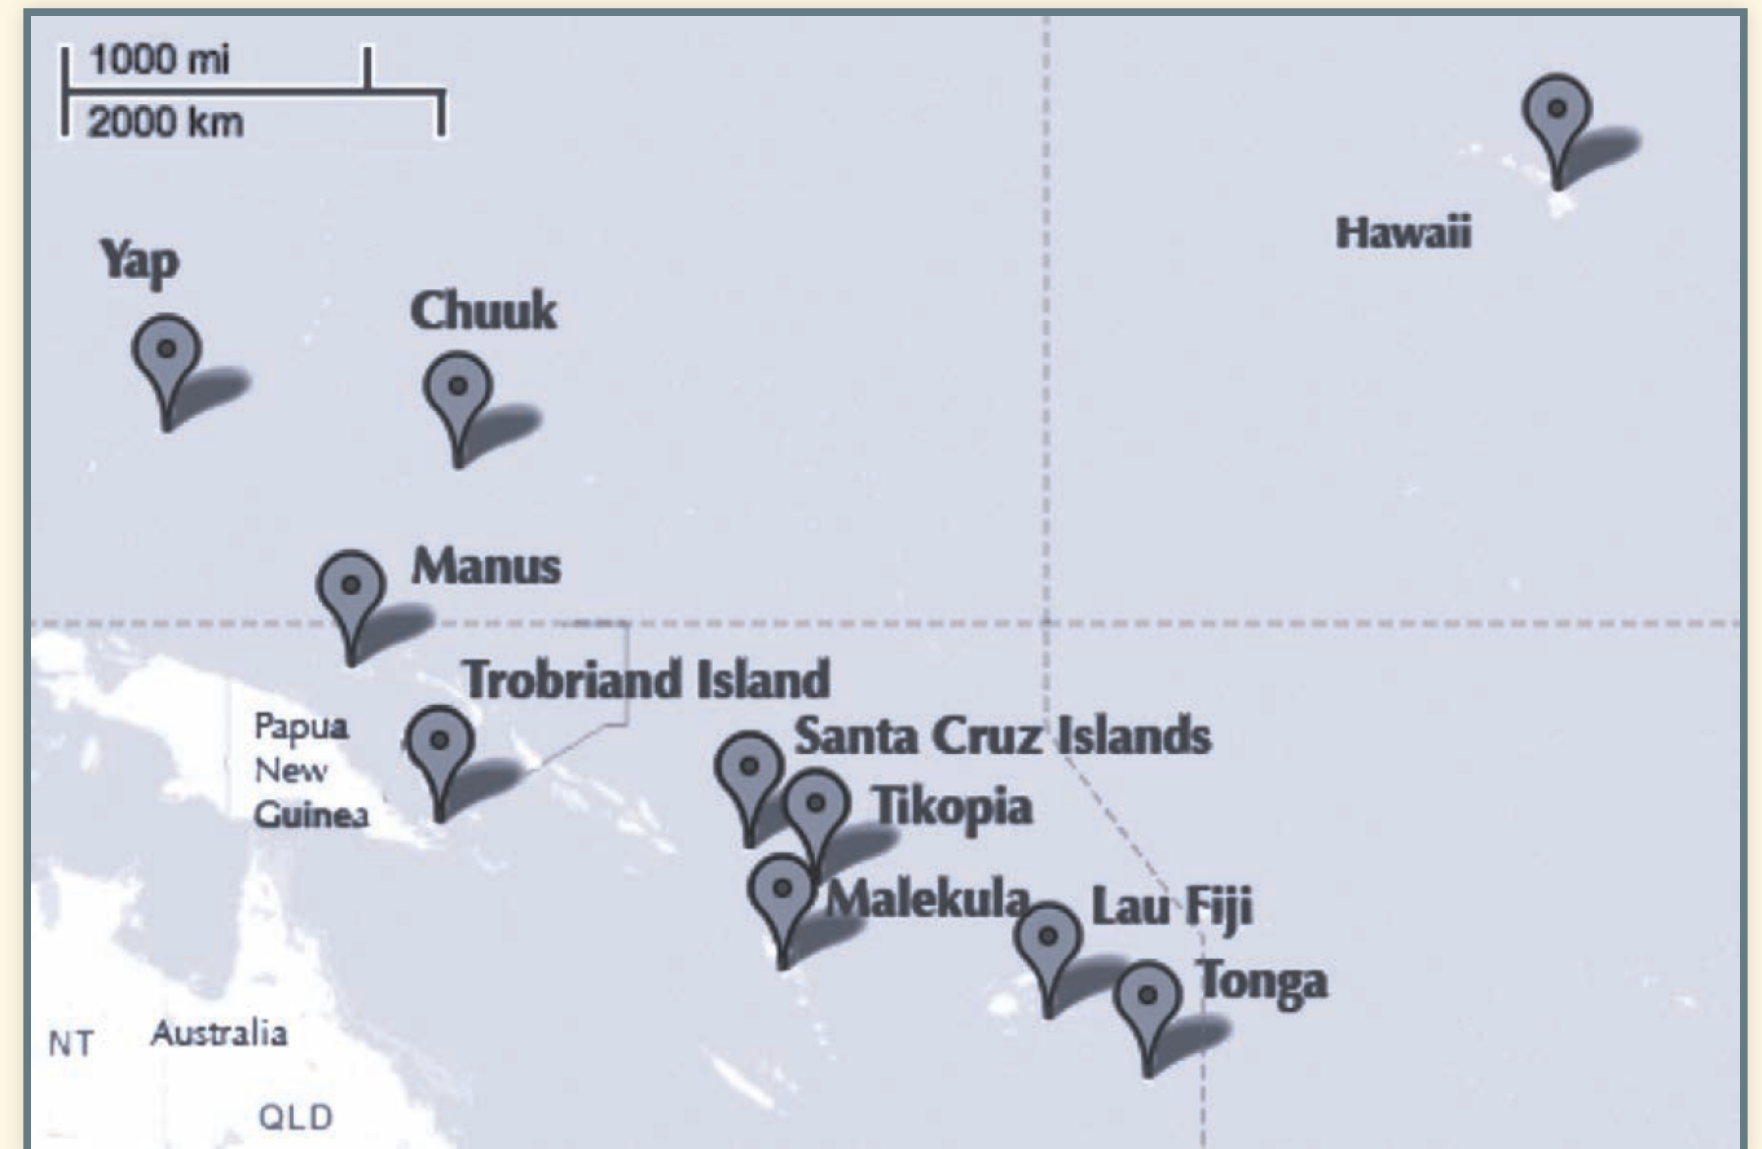 1000 mi
2000 km
Hawaii
Yap
Chuuk
Manus
Trobriand Island
Papua
New
Guinea
Santa Cruz Islands
Tikopia
Malekula
Lau Fiji
Tonga
NT
Australia
QLD